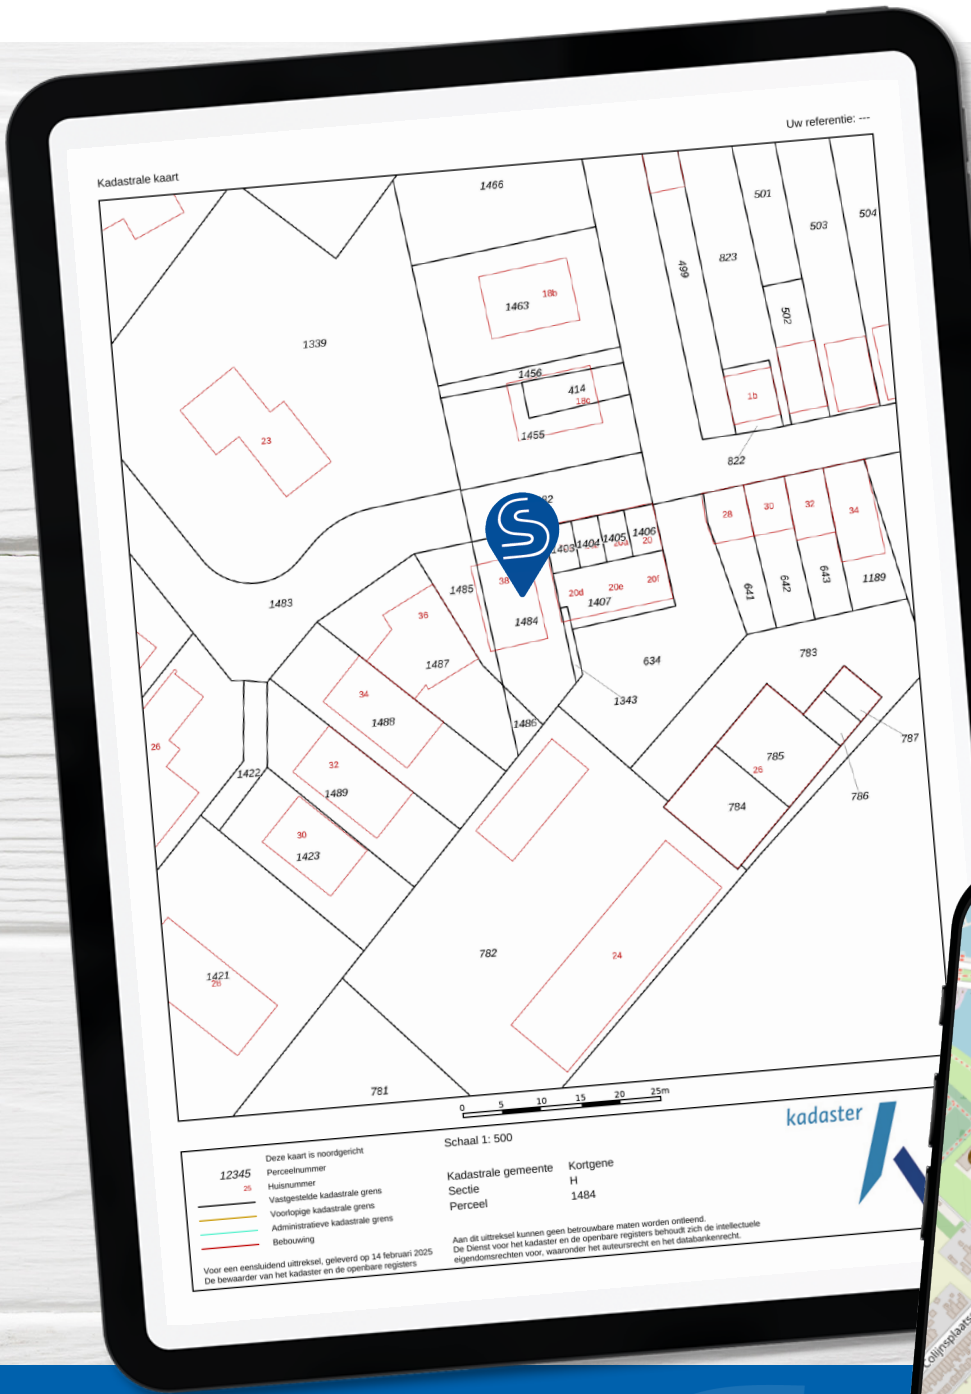 Uw referentie: ---
Kadastrale kaart
1466
501
503
504
823
499
1463
18b
502
1339
1456
414
18c
1455
1b
23
822
28
30
32
34
1404
1405
1406
20
1485
38
20d
20e
20f
1407
641
642
643
1189
1483
36
1484
1487
634
783
1343
34
1488
1486
787
26
785
25
786
784
1422
32
1489
30
1423
782
24
1421
28
781
0 5 10 15 20 25m
Schaal 1: 500
kadaster
Deze kaart is noordgericht
12345 Perceelnummer
25 Huisnummer
Vastgestelde kadastrale grens
Voorlopige kadastrale grens
Administratieve kadastrale grens
Bebouwing
Kadastrale gemeente Kortgene
Sectie H
Perceel 1484
Voor een eensluidend uittreksel, geleverd op 14 februari 2025
De bewaarder van het kadaster en de openbare registers
Aan dit uittreksel kunnen geen betrouwbare maten worden ontleend.
De Dienst voor het kadaster en de openbare registers behoudt zich de intellectuele
eigendomsrechten voor, waaronder het auteursrecht en het databankenrecht.